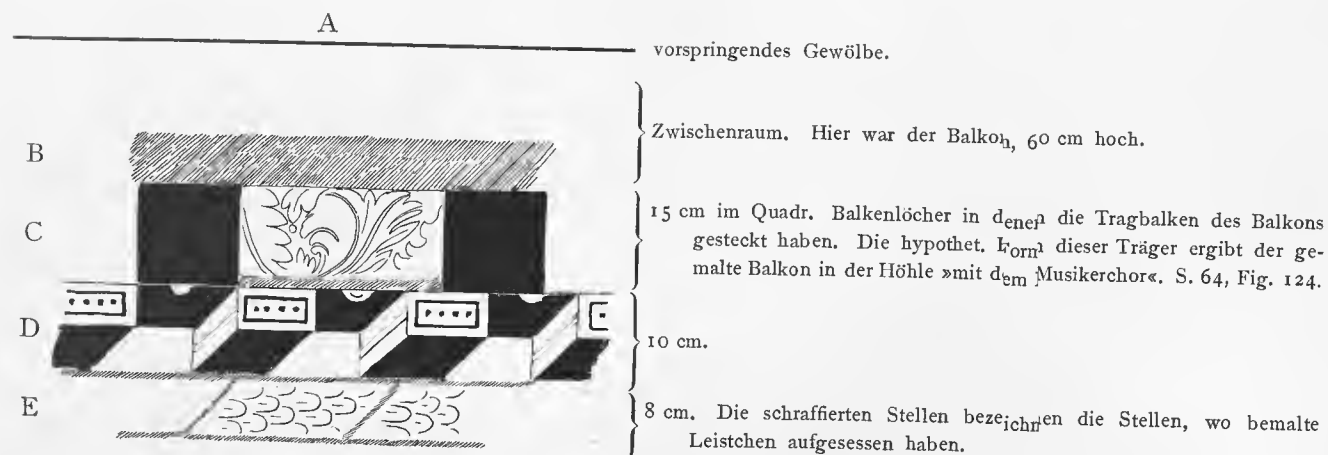 A
vorspringendes Gewölbe.
B
Zwischenraum. Hier war der Balkon, 60 cm hoch.
C
15 cm im Quadr. Balkenlöcher in denen die Tragbalken des Balkons
gesteckt haben. Die hypothet. Form dieser Träger ergibt der ge-
malte Balkon in der Höhle »mit dem Musikerchor«. S. 64, Fig. 124.
D
10 cm.
E
8 cm. Die schraffierten Stellen bezeichnen die Stellen, wo bemalte
Leistchen aufgesessen haben.